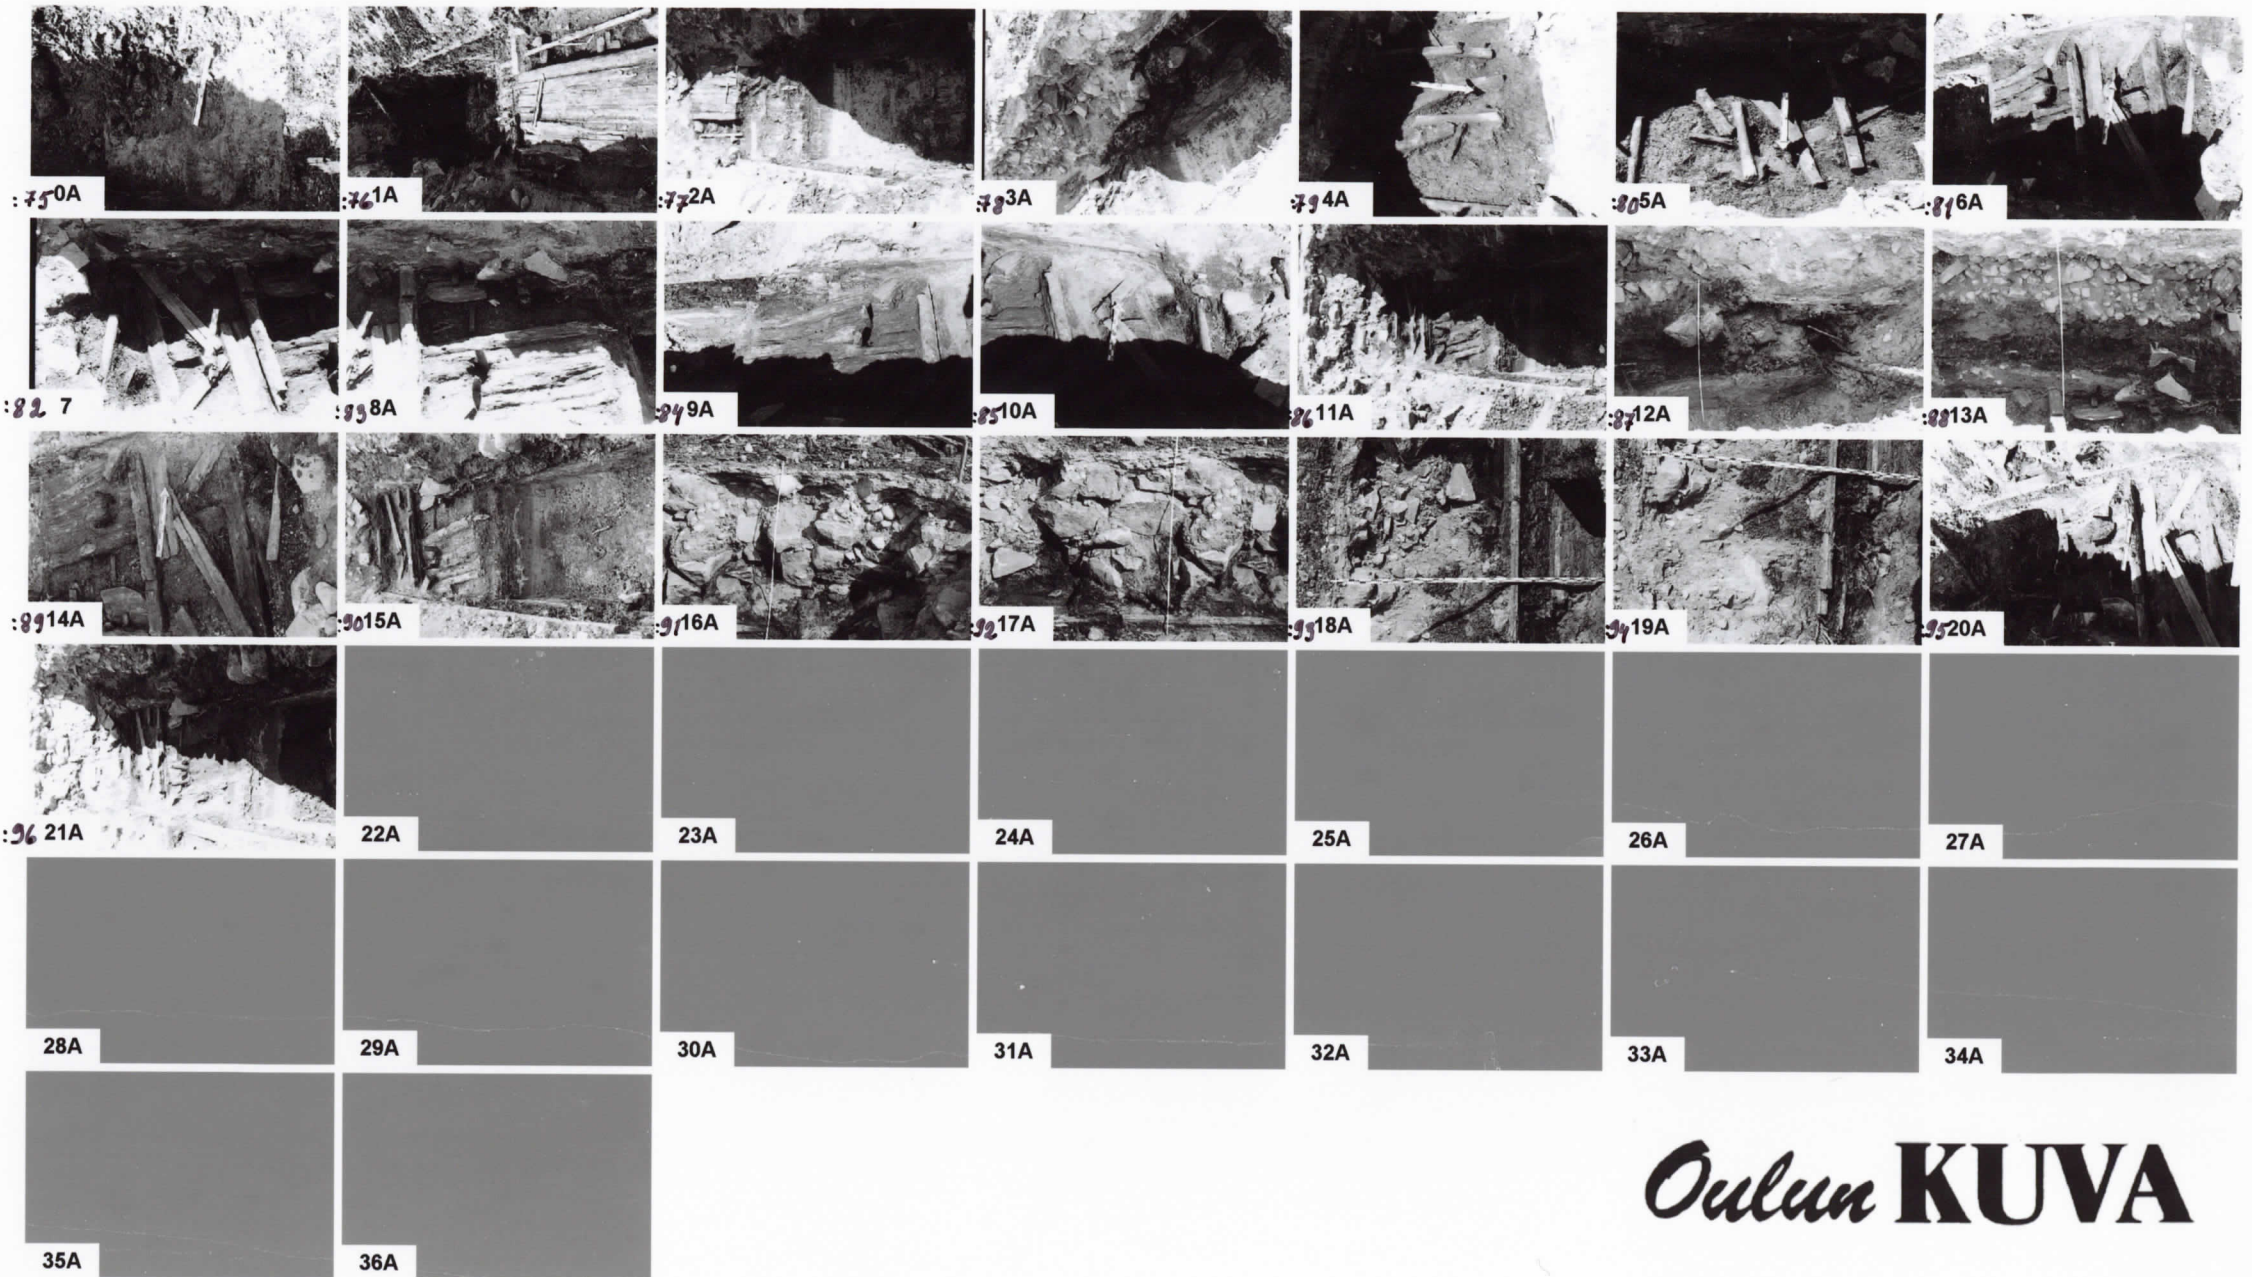 :75 0A :76 1A :77 2A :78 3A :79 4A :80 5A :81 6A
:82 7 :83 8A :84 9A :85 10A :86 11A :87 12A :88 13A
:89 14A :90 15A :91 16A :92 17A :93 18A :94 19A :95 20A
:96 21A 22A 23A 24A 25A 26A 27A
28A 29A 30A 31A 32A 33A 34A
Oulun KUVA
35A 36A